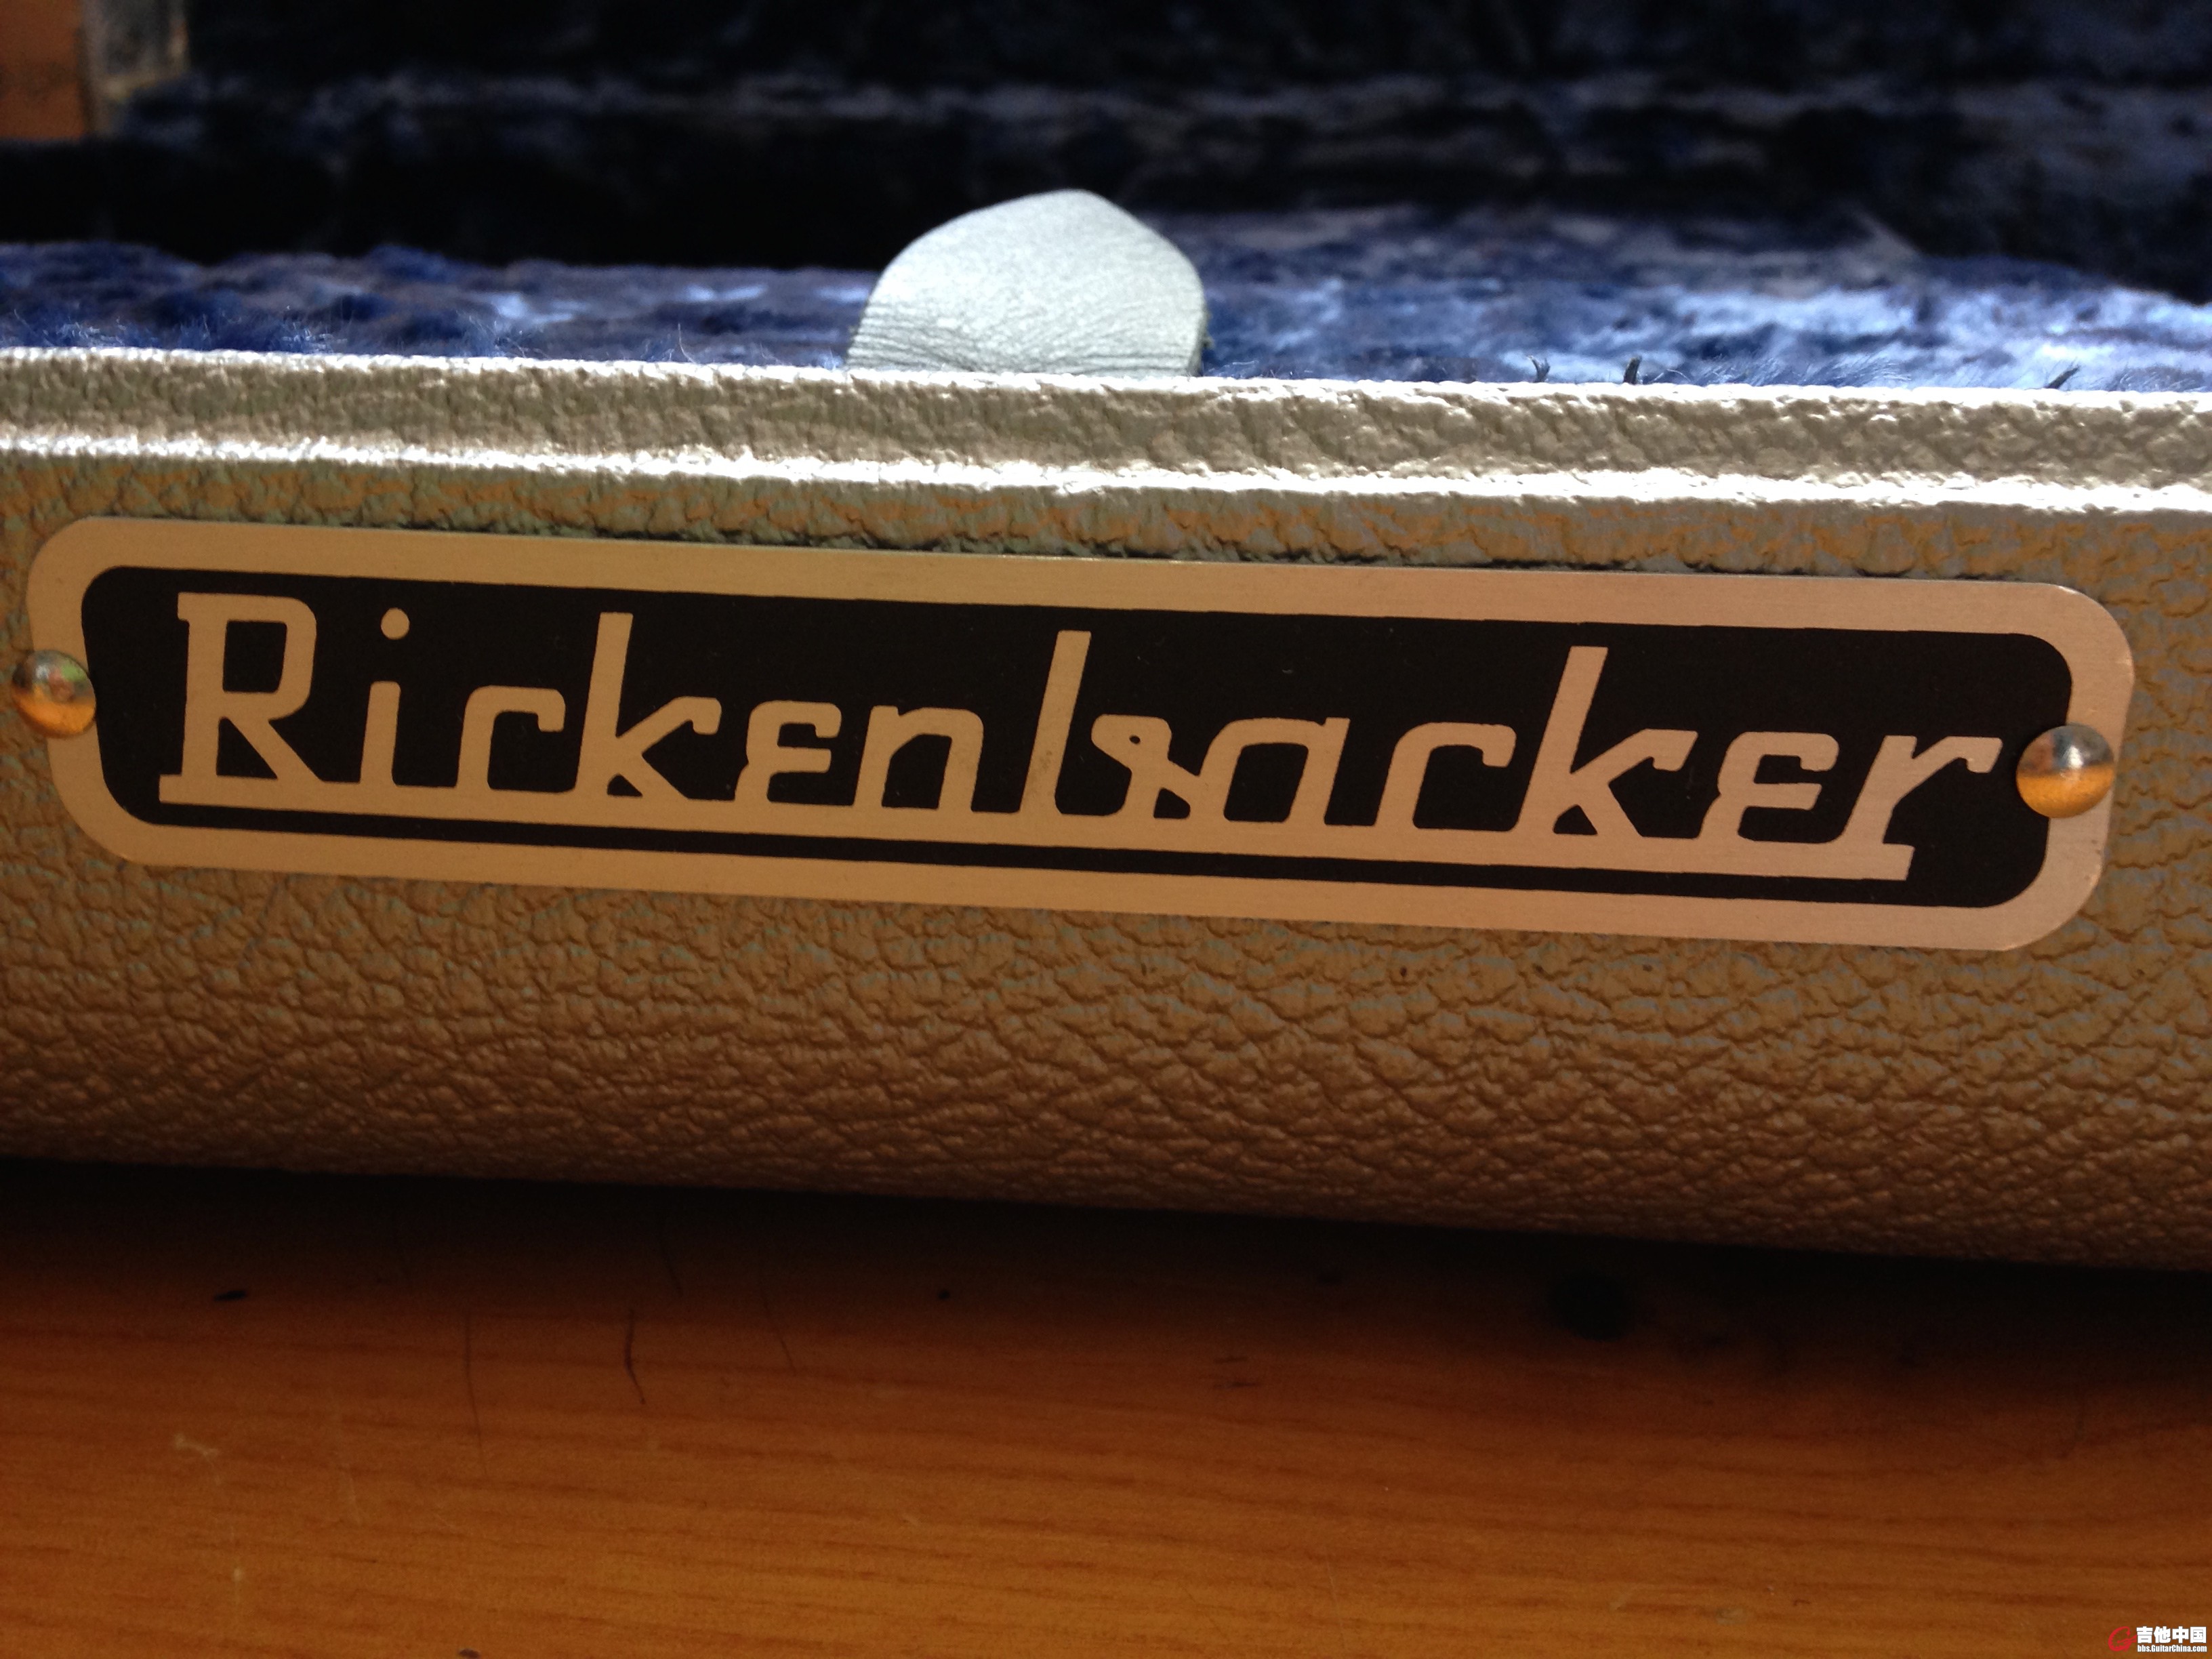 Rickenbacker
吉他中国
bbs.GuitarChina.com